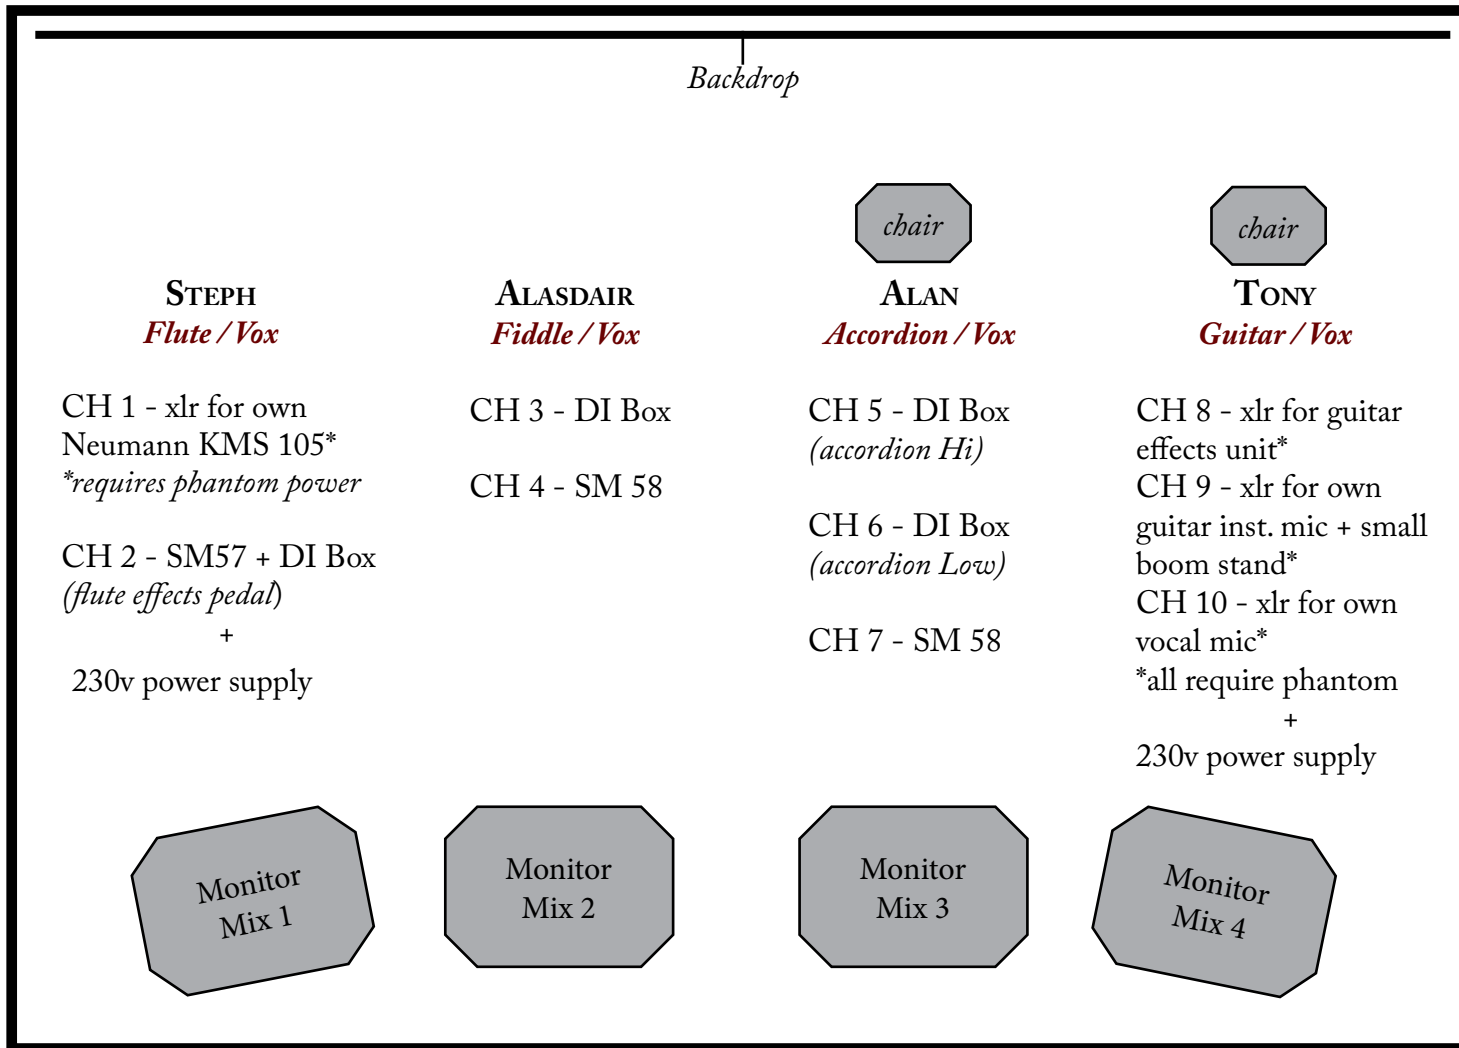 Backdrop
chair
chair
STEPH
Flute / Vox
CH 1 - xlr for own
Neumann KMS 105*
*requires phantom power
CH 2 - SM57 + DI Box
(flute effects pedal)
+
230v power supply
ALASDAIR
Fiddle / Vox
CH 3 - DI Box
CH 4 - SM 58
ALAN
Accordion / Vox
CH 5 - DI Box
(accordion Hi)
CH 6 - DI Box
(accordion Low)
CH 7 - SM 58
TONY
Guitar / Vox
CH 8 - xlr for guitar
effects unit*
CH 9 - xlr for own
guitar inst. mic + small
boom stand*
CH 10 - xlr for own
vocal mic*
*all require phantom
+
230v power supply
Monitor
Mix 1
Monitor
Mix 2
Monitor
Mix 3
Monitor
Mix 4